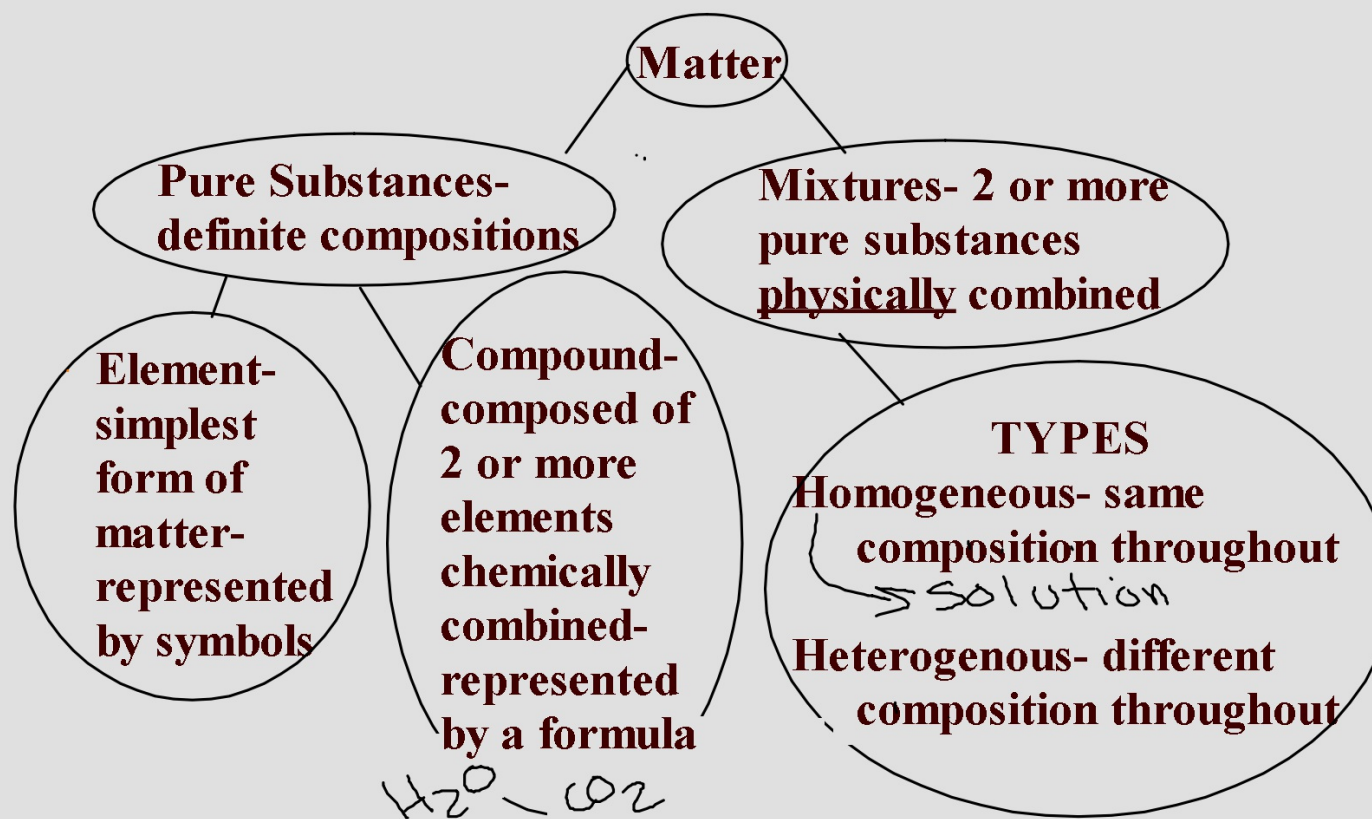 Matter
Pure Substances-
definite compositions
Mixtures- 2 or more
pure substances
physically combined
Element-
simplest
form of
matter-
represented
by symbols
Compound-
composed of
2 or more
elements
chemically
combined-
represented
by a formula
H2O, CO2
TYPES
Homogeneous- same
composition throughout
solution
Heterogenous- different
composition throughout